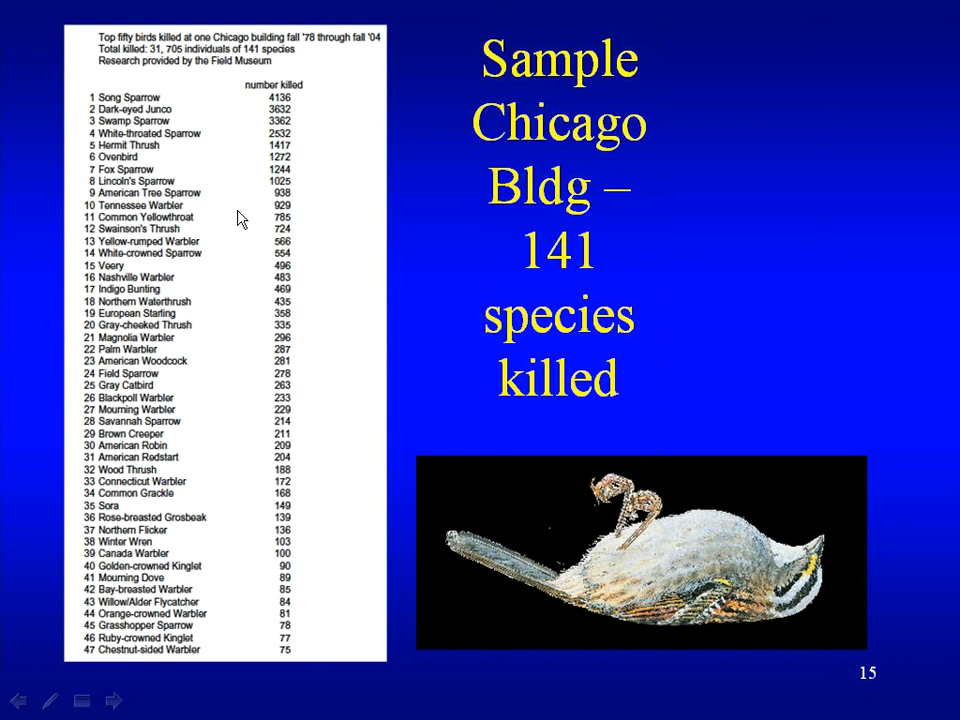 Top fifty birds killed at one Chicago building fall '78 through fall '04
Total killed: 31, 705 individuals of 141 species
Research provided by the Field Museum
number killed
1 Song Sparrow 4136
2 Dark-eyed Junco 3632
3 Swamp Sparrow 3362
4 White-throated Sparrow 2532
5 Hermit Thrush 1417
6 Ovenbird 1272
7 Fox Sparrow 1244
8 Lincoln's Sparrow 1025
9 American Tree Sparrow 938
10 Tennessee Warbler 929
11 Common Yellowthroat 785
12 Swainson's Thrush 724
13 Yellow-rumped Warbler 566
14 White-crowned Sparrow 554
15 Veery 496
16 Nashville Warbler 483
17 Indigo Bunting 469
18 Northern Waterthrush 435
19 European Starling 358
20 Gray-cheeked Thrush 335
21 Magnolia Warbler 296
22 Palm Warbler 287
23 American Woodcock 281
24 Field Sparrow 278
25 Gray Catbird 263
26 Blackpoll Warbler 233
27 Mourning Warbler 229
28 Savannah Sparrow 214
29 Brown Creeper 211
30 American Robin 209
31 American Redstart 204
32 Wood Thrush 188
33 Connecticut Warbler 172
34 Common Grackle 168
35 Sora 149
36 Rose-breasted Grosbeak 139
37 Northern Flicker 136
38 Winter Wren 103
39 Canada Warbler 100
40 Golden-crowned Kinglet 90
41 Mourning Dove 89
42 Bay-breasted Warbler 85
43 Willow/Alder Flycatcher 84
44 Orange-crowned Warbler 81
45 Grasshopper Sparrow 78
46 Ruby-crowned Kinglet 77
47 Chestnut-sided Warbler 75
Sample
Chicago
Bldg –
141
species
killed
15